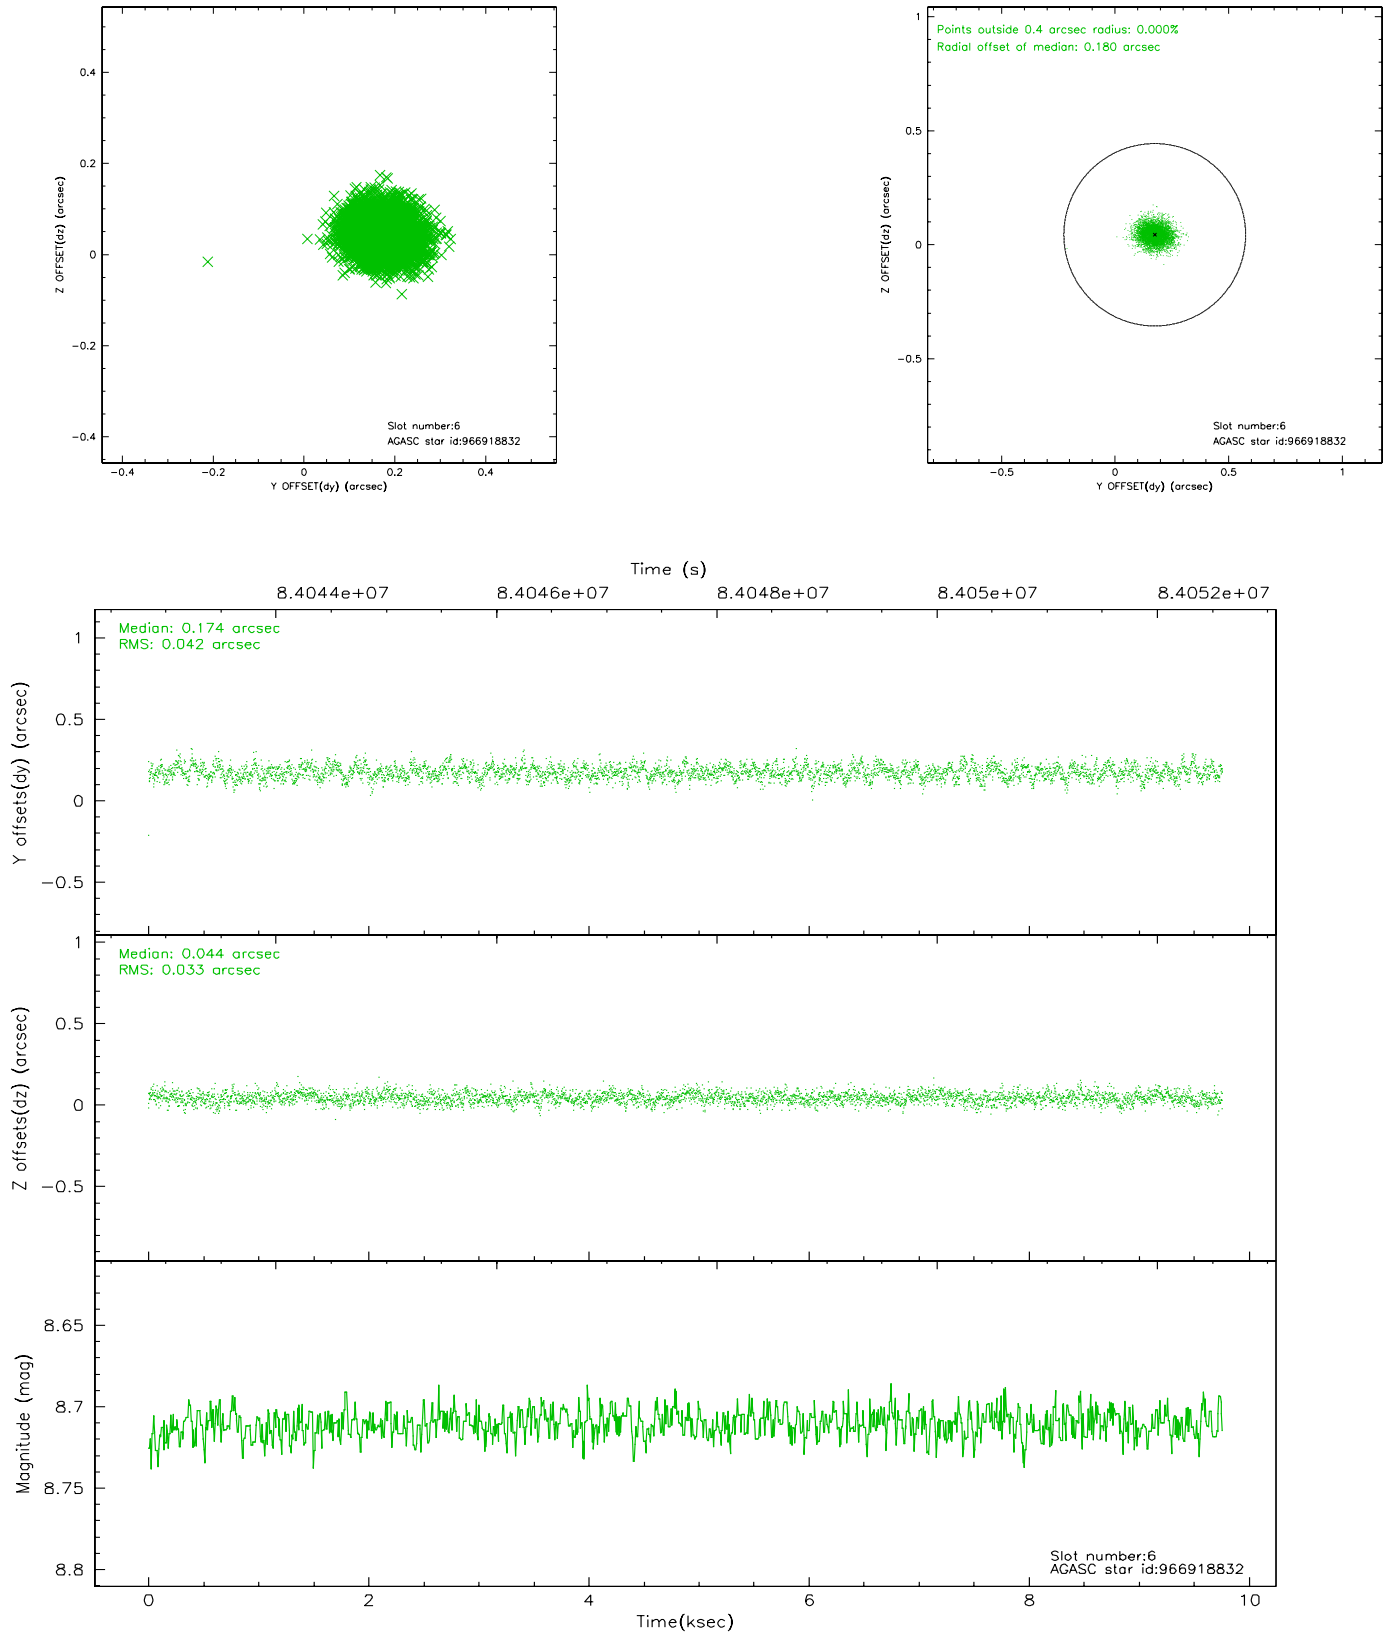 0.4
0.2
0
−0.2
−0.4
Z OFFSET(dz) (arcsec)
Slot number:6
AGASC star id:966918832
−0.4 −0.2 0 0.2 0.4
Y OFFSET(dy) (arcsec)
Points outside 0.4 arcsec radius: 0.000%
Radial offset of median: 0.180 arcsec
1
0.5
0
−0.5
Z OFFSET(dz) (arcsec)
Slot number:6
AGASC star id:966918832
−0.5 0 0.5 1
Y OFFSET(dy) (arcsec)
Time (s)
8.4044e+07 8.4046e+07 8.4048e+07 8.405e+07 8.4052e+07
Median: 0.174 arcsec
RMS: 0.042 arcsec
1
0.5
0
−0.5
Y offsets(dy) (arcsec)
Median: 0.044 arcsec
RMS: 0.033 arcsec
1
0.5
0
−0.5
Z offsets(dz) (arcsec)
8.65
8.7
8.75
8.8
Magnitude (mag)
Slot number:6
AGASC star id:966918832
0 2 4 6 8 10
Time(ksec)